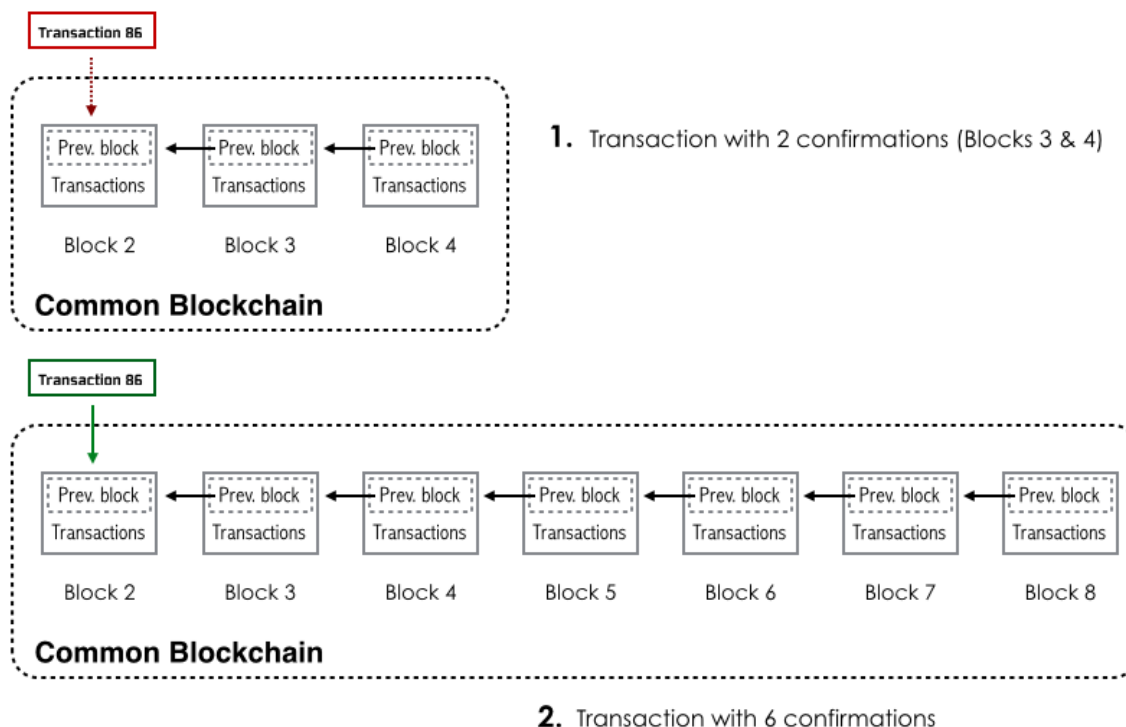 Transaction 86
1. Transaction with 2 confirmations (Blocks 3 & 4)
Prev. block Prev. block Prev. block
Transactions Transactions Transactions
Block 2 Block 3 Block 4
Common Blockchain
Transaction 86
Prev. block Prev. block Prev. block Prev. block Prev. block Prev. block Prev. block
Transactions Transactions Transactions Transactions Transactions Transactions Transactions
Block 2 Block 3 Block 4 Block 5 Block 6 Block 7 Block 8
Common Blockchain
2. Transaction with 6 confirmations